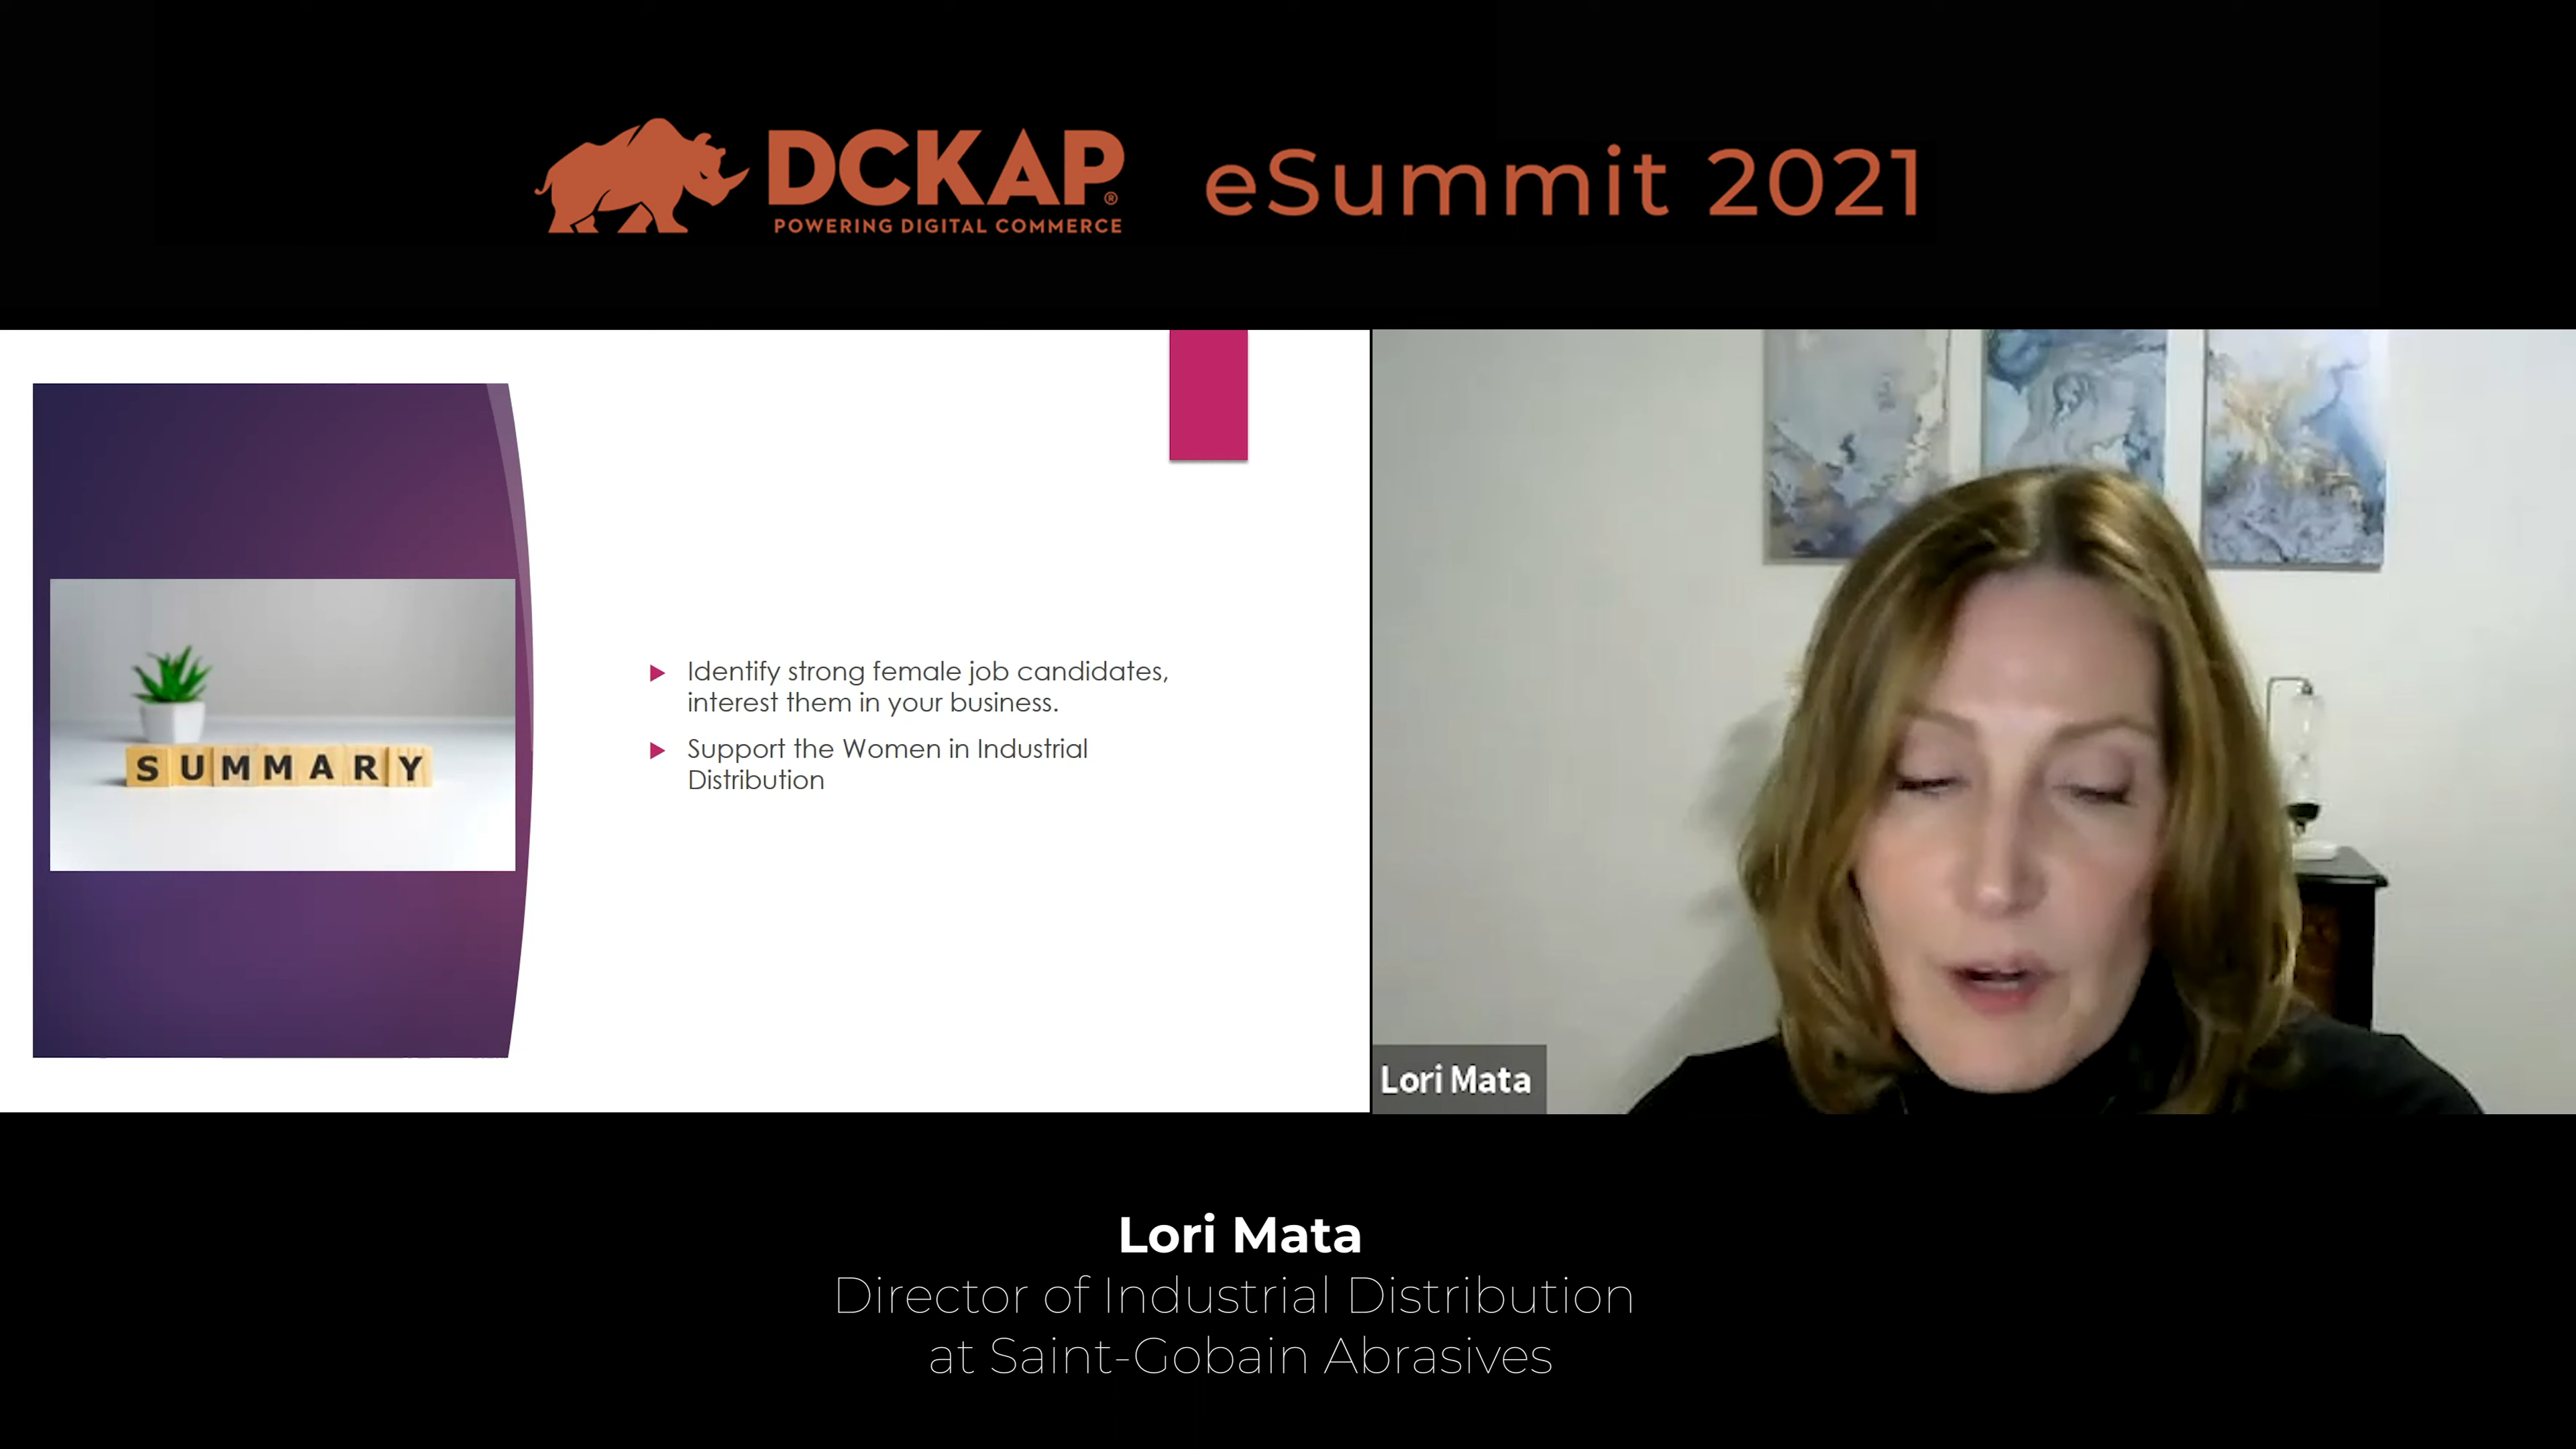 DCKAP®
POWERING DIGITAL COMMERCE
eSummit 2021
SUMMARY
Identify strong female job candidates,
interest them in your business.
Support the Women in Industrial
Distribution
Lori Mata
Lori Mata
Director of Industrial Distribution
at Saint-Gobain Abrasives